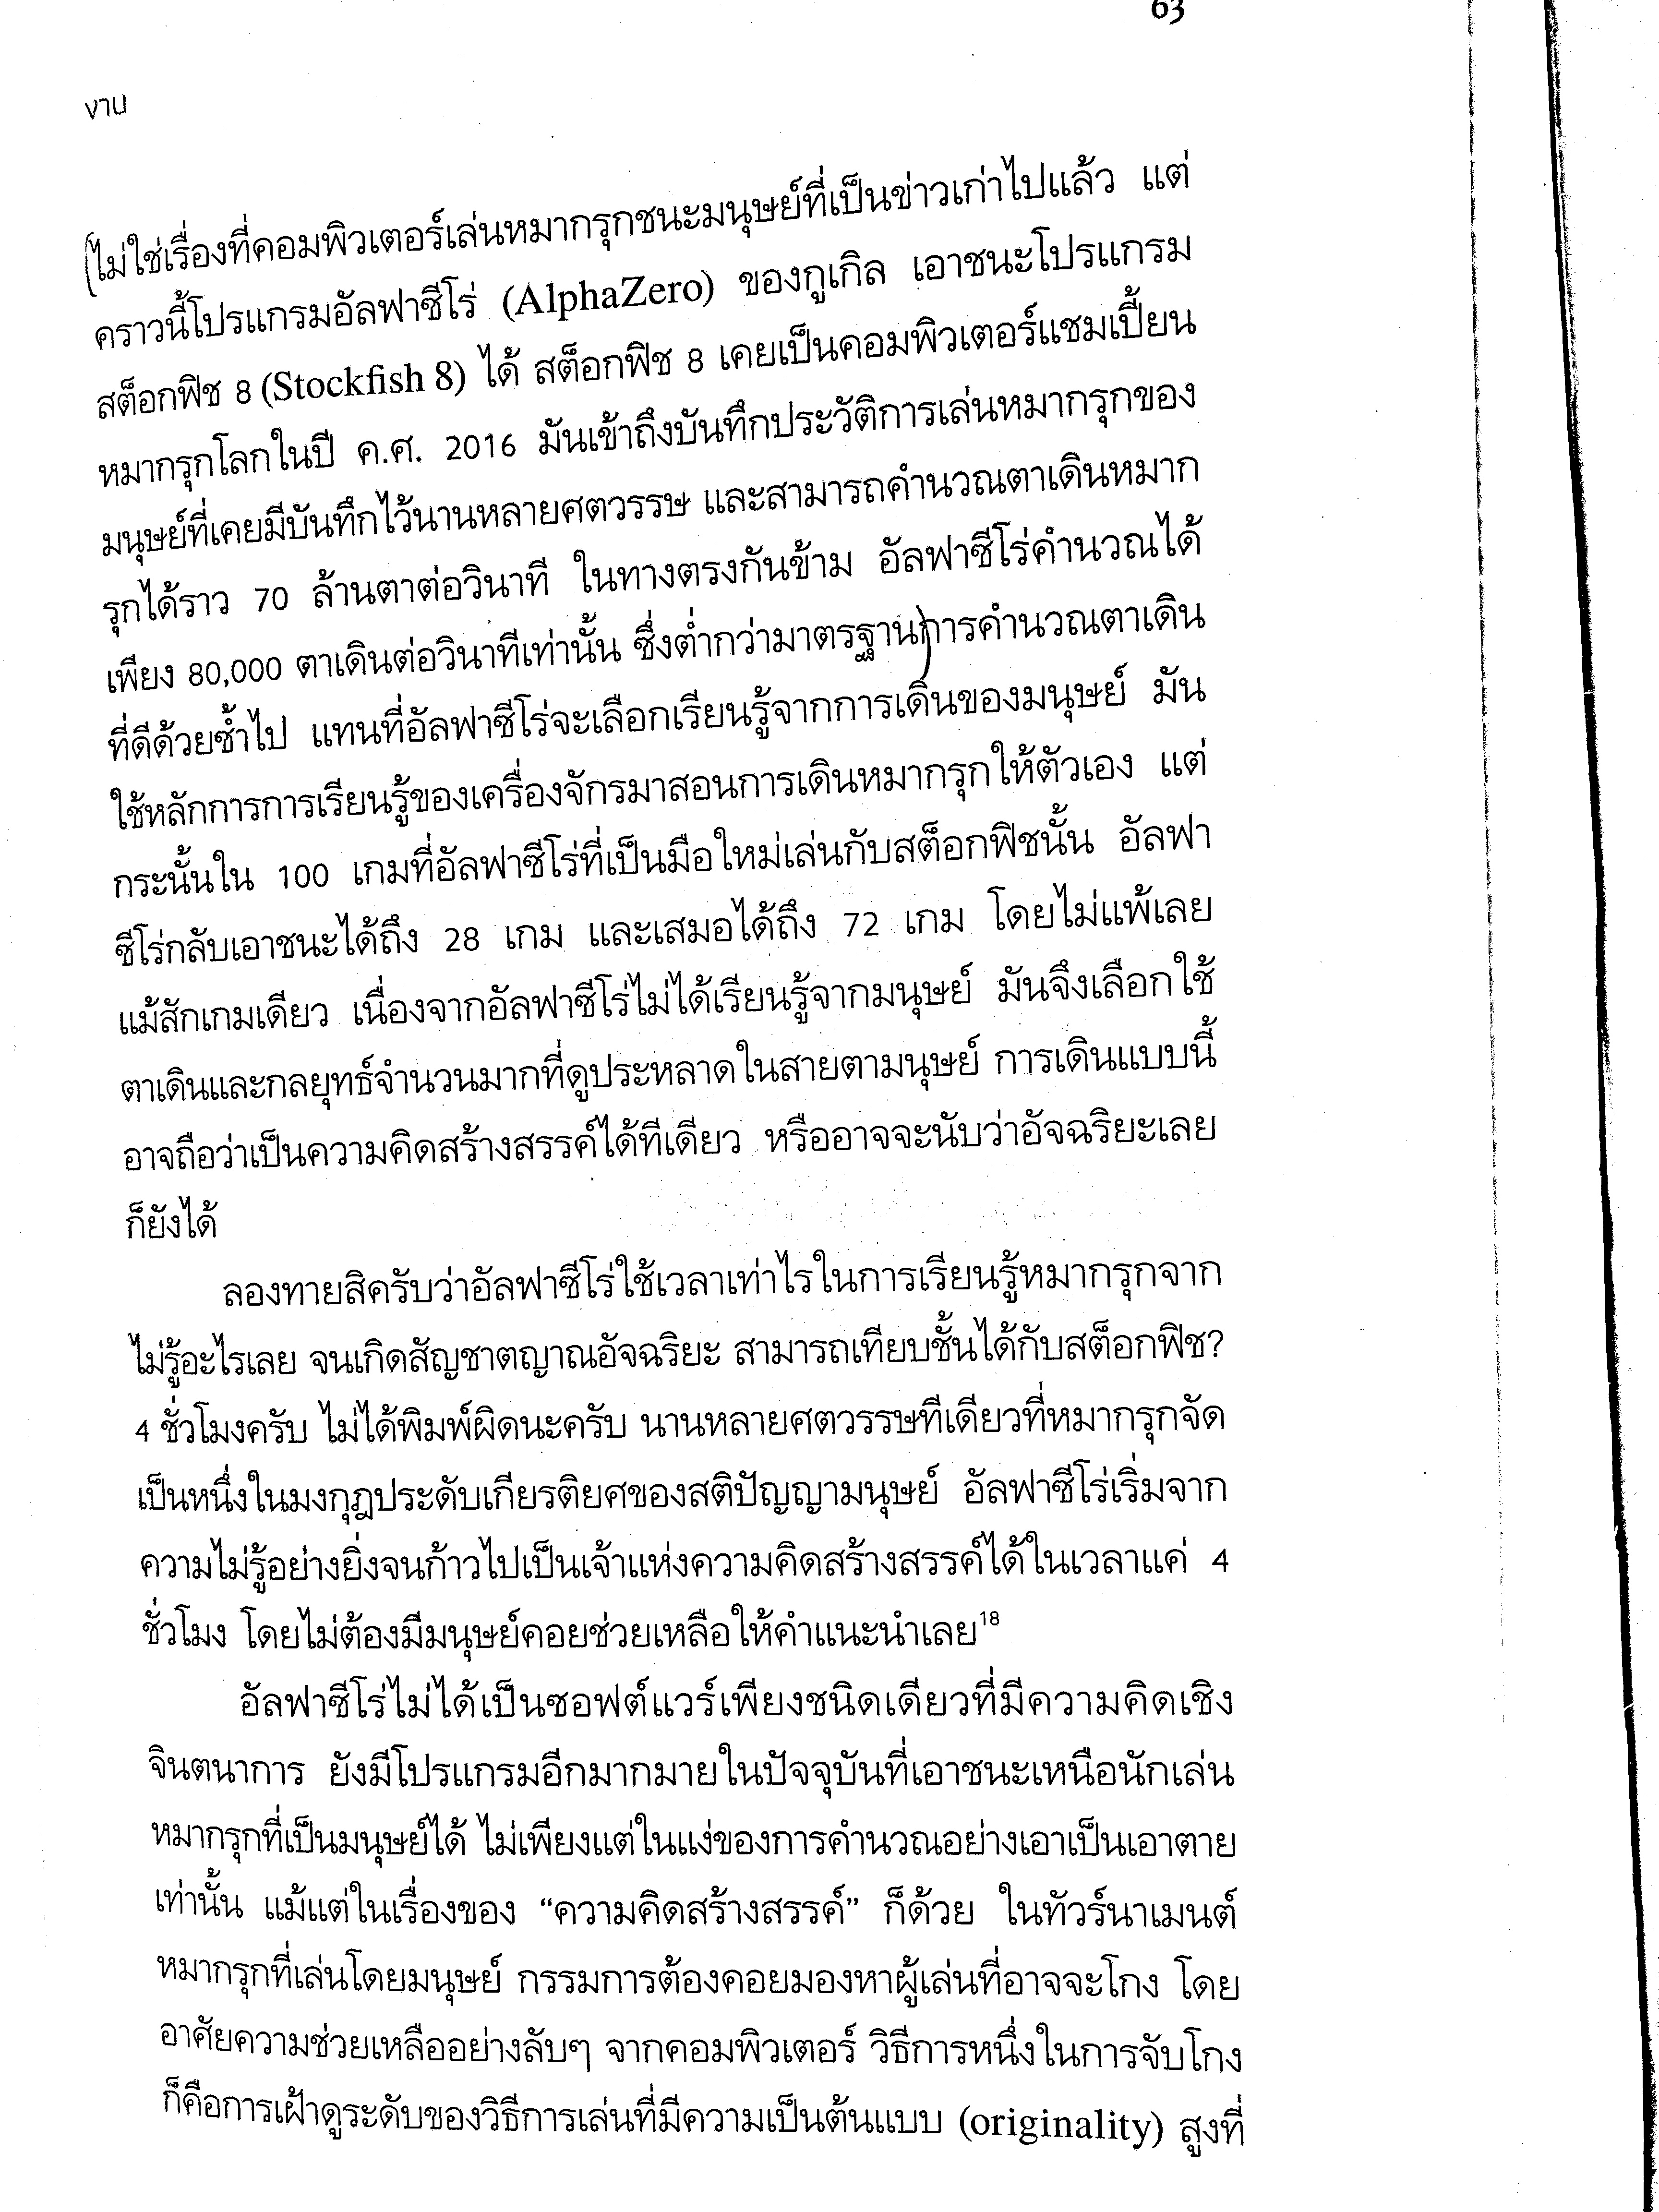 63
งาน
ไม่ใช่เรื่องที่คอมพิวเตอร์เล่นหมากรุกชนะมนุษย์ที่เป็นข่าวเก่าไปแล้ว แต่
คราวนี้โปรแกรมอัลฟาซีโร่ (AlphaZero) ของกูเกิล เอาชนะโปรแกรม
สต็อกฟิช 8 (Stockfish 8) ได้ สต็อกฟิช 8 เคยเป็นคอมพิวเตอร์แชมเปี้ยน
หมากรุกโลกในปี ค.ศ. 2016 มันเข้าถึงบันทึกประวัติการเล่นหมากรุกของ
มนุษย์ที่เคยมีบันทึกไว้นานหลายศตวรรษ และสามารถคำนวณตาเดินหมาก
รุกได้ราว 70 ล้านตาต่อวินาที ในทางตรงกันข้าม อัลฟาซีโร่คำนวณได้
เพียง 80,000 ตาเดินต่อวินาทีเท่านั้น ซึ่งต่ำกว่ามาตรฐานการคำนวณตาเดิน
ที่ดีด้วยซ้ำไป แทนที่อัลฟาซีโร่จะเลือกเรียนรู้จากการเดินของมนุษย์ มัน
ใช้หลักการการเรียนรู้ของเครื่องจักรมาสอนการเดินหมากรุกให้ตัวเอง แต่
กระนั้นใน 100 เกมที่อัลฟาซีโร่ที่เป็นมือใหม่เล่นกับสต็อกฟิชนั้น อัลฟา
ซีโร่กลับเอาชนะได้ถึง 28 เกม และเสมอได้ถึง 72 เกม โดยไม่แพ้เลย
แม้สักเกมเดียว เนื่องจากอัลฟาซีโร่ไม่ได้เรียนรู้จากมนุษย์ มันจึงเลือกใช้
ตาเดินและกลยุทธ์จำนวนมากที่ดูประหลาดในสายตามนุษย์ การเดินแบบนี้
อาจถือว่าเป็นความคิดสร้างสรรค์ได้ทีเดียว หรืออาจจะนับว่าอัจฉริยะเลย
ก็ยังได้
ลองทายสิครับว่าอัลฟาซีโร่ใช้เวลาเท่าไรในการเรียนรู้หมากรุกจาก
ไม่รู้อะไรเลย จนเกิดสัญชาตญาณอัจฉริยะ สามารถเทียบชั้นได้กับสต็อกฟิช?
4 ชั่วโมงครับ ไม่ได้พิมพ์ผิดนะครับ นานหลายศตวรรษทีเดียวที่หมากรุกจัด
เป็นหนึ่งในมงกุฎประดับเกียรติยศของสติปัญญามนุษย์ อัลฟาซีโร่เริ่มจาก
ความไม่รู้อย่างยิ่งจนก้าวไปเป็นเจ้าแห่งความคิดสร้างสรรค์ได้ในเวลาแค่ 4
ชั่วโมง โดยไม่ต้องมีมนุษย์คอยช่วยเหลือให้คำแนะนำเลย18
อัลฟาซีโร่ไม่ได้เป็นซอฟต์แวร์เพียงชนิดเดียวที่มีความคิดเชิง
จินตนาการ ยังมีโปรแกรมอีกมากมายในปัจจุบันที่เอาชนะเหนือนักเล่น
หมากรุกที่เป็นมนุษย์ได้ ไม่เพียงแต่ในแง่ของการคำนวณอย่างเอาเป็นเอาตาย
เท่านั้น แม้แต่ในเรื่องของ “ความคิดสร้างสรรค์” ก็ด้วย ในทัวร์นาเมนต์
หมากรุกที่เล่นโดยมนุษย์ กรรมการต้องคอยมองหาผู้เล่นที่อาจจะโกง โดย
อาศัยความช่วยเหลืออย่างลับๆ จากคอมพิวเตอร์ วิธีการหนึ่งในการจับโกง
ก็คือการเฝ้าดูระดับของวิธีการเล่นที่มีความเป็นต้นแบบ (originality) สูงที่